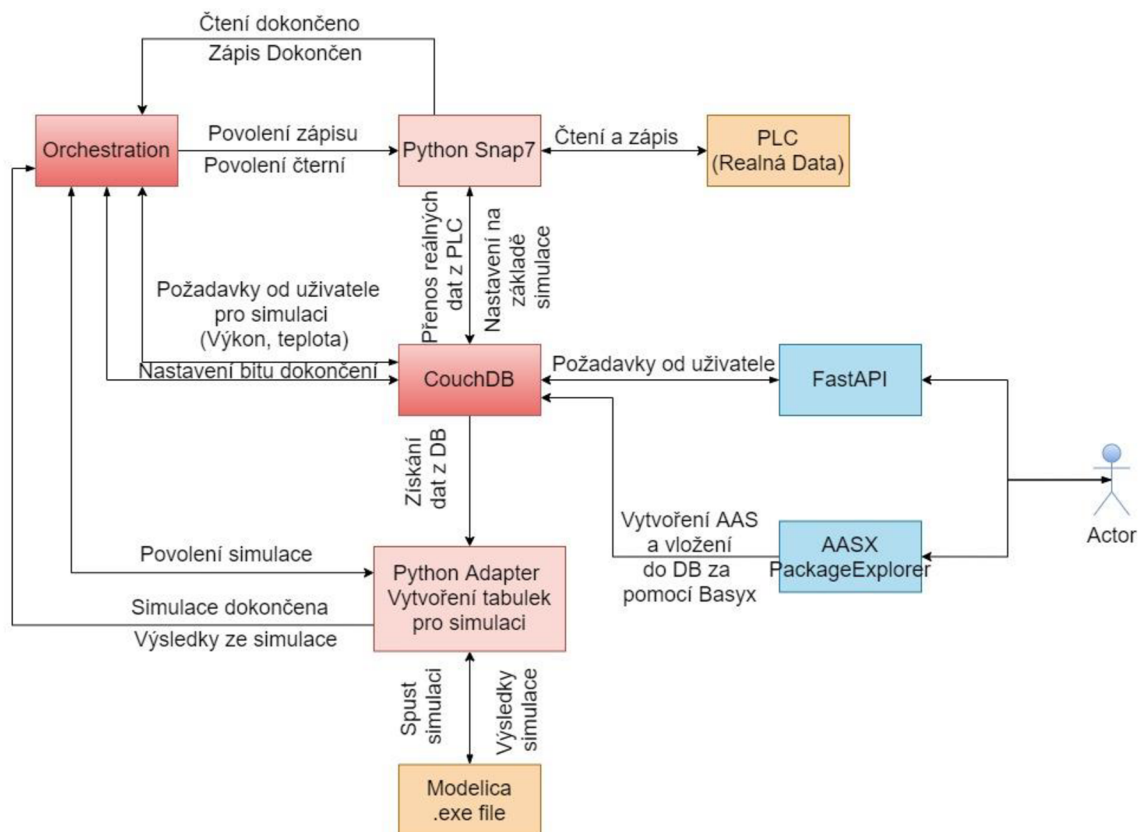 Čtení dokončeno
Zápis Dokončen
Orchestration
Povolení zápisu
Povolení čterní
Python Snap7
Čtení a zápis
PLC
(Realná Data)
Přenos reálných
dat z PLC
Nastavení na
základě
simulace
Požadavky od uživatele
pro simulaci
(Výkon, teplota)
Nastavení bitu dokončení
CouchDB
Požadavky od uživatele
FastAPI
Získání
dat z DB
Actor
Vytvoření AAS
a vložení
do DB za
pomocí Basyx
AASX
PackageExplorer
Povolení simulace
Python Adapter
Vytvoření tabulek
pro simulaci
Simulace dokončena
Výsledky ze simulace
Spust
simulaci
Výsledky
simulace
Modelica
.exe file